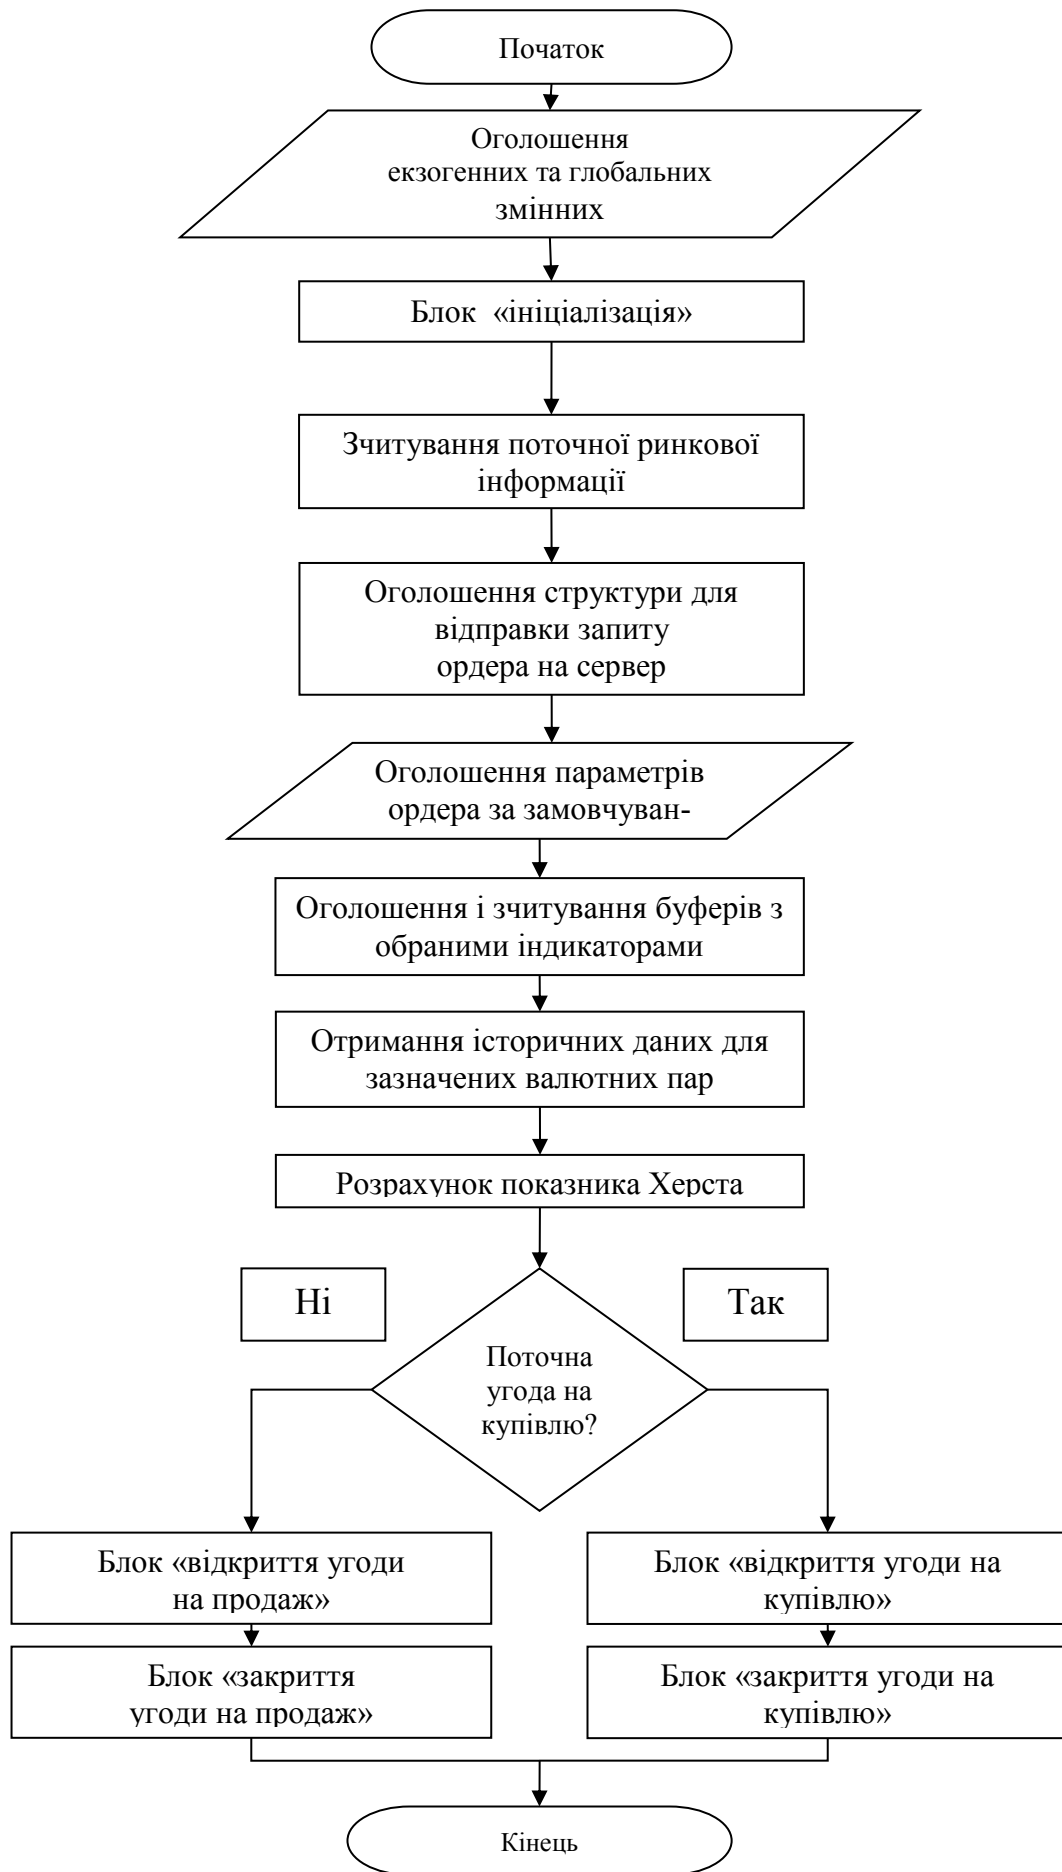 Початок
Оголошення
екзогенних та глобальних
змінних
Блок «ініціалізація»
Зчитування поточної ринкової
інформації
Оголошення структури для
відправки запиту
ордера на сервер
Оголошення параметрів
ордера за замовчуван-
Оголошення і зчитування буферів з
обраними індикаторами
Отримання історичних даних для
зазначених валютних пар
Розрахунок показника Херста
Ні
Так
Поточна
угода на
купівлю?
Блок «відкриття угоди
на продаж»
Блок «відкриття угоди на
купівлю»
Блок «закриття
угоди на продаж»
Блок «закриття угоди на
купівлю»
Кінець